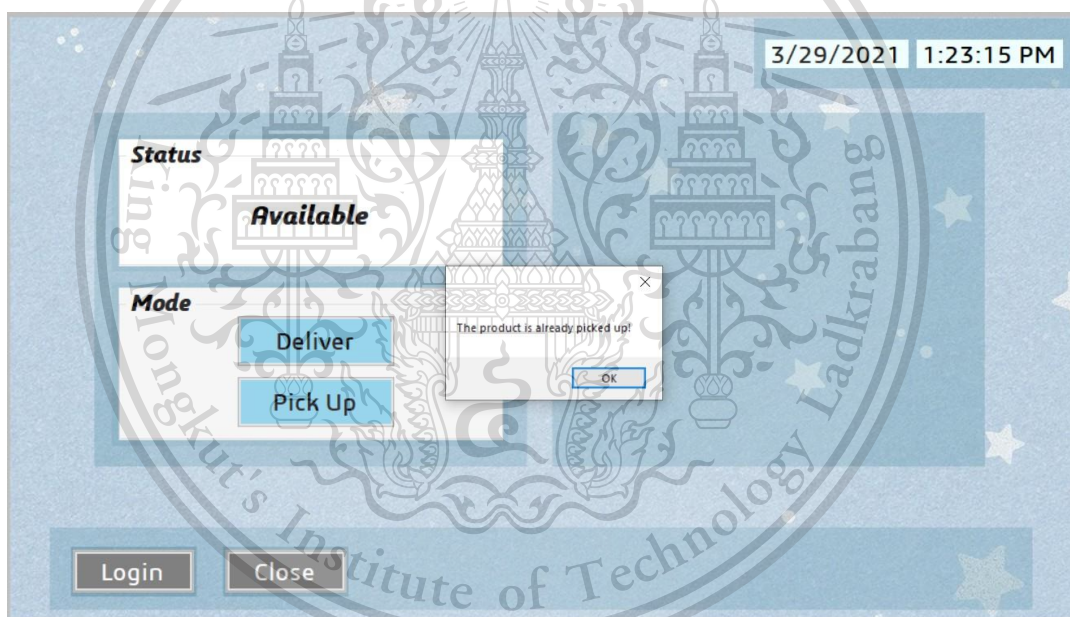 3/29/2021 1:23:15 PM
Status
Available
Mode
Deliver
Pick Up
The product is already picked up!
OK
Login
Close
King Mongkut's Institute of Technology Ladkrabang